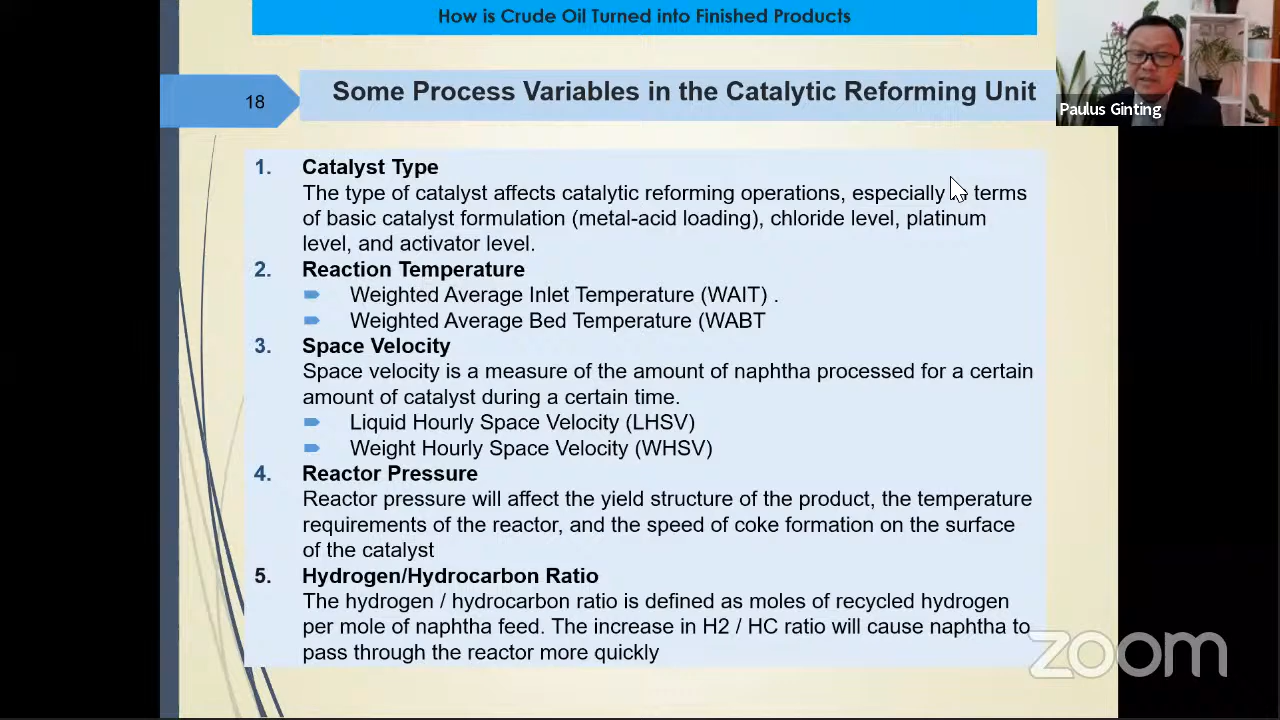 How is Crude Oil Turned into Finished Products
18
Some Process Variables in the Catalytic Reforming Unit
Paulus Ginting
1. Catalyst Type
The type of catalyst affects catalytic reforming operations, especially terms
of basic catalyst formulation (metal-acid loading), chloride level, platinum
level, and activator level.
2. Reaction Temperature
Weighted Average Inlet Temperature (WAIT) .
Weighted Average Bed Temperature (WABT
3. Space Velocity
Space velocity is a measure of the amount of naphtha processed for a certain
amount of catalyst during a certain time.
Liquid Hourly Space Velocity (LHSV)
Weight Hourly Space Velocity (WHSV)
4. Reactor Pressure
Reactor pressure will affect the yield structure of the product, the temperature
requirements of the reactor, and the speed of coke formation on the surface
of the catalyst
5. Hydrogen/Hydrocarbon Ratio
The hydrogen / hydrocarbon ratio is defined as moles of recycled hydrogen
per mole of naphtha feed. The increase in H2 / HC ratio will cause naphtha to
pass through the reactor more quickly
zoom